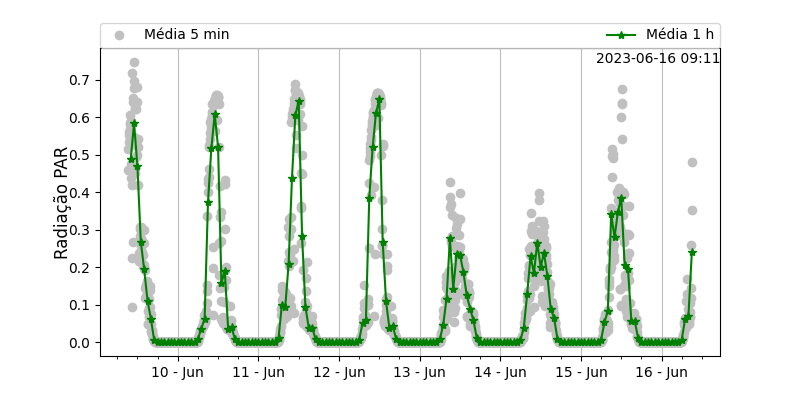 Média 5 min
Média 1 h
2023-06-16 09:11
Radiação PAR
0.7
0.6
0.5
0.4
0.3
0.2
0.1
0.0
10 - Jun
11 - Jun
12 - Jun
13 - Jun
14 - Jun
15 - Jun
16 - Jun